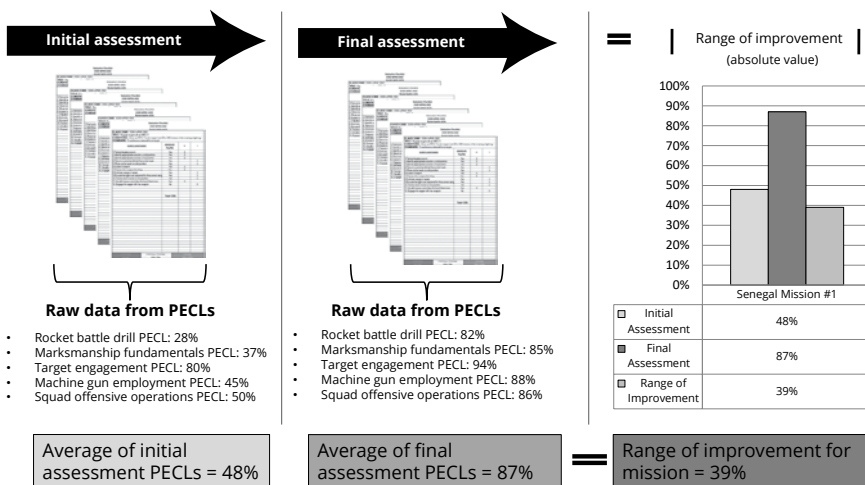 Initial assessment
Raw data from PECLs
• Rocket battle drill PECL: 28%
• Marksmanship fundamentals PECL: 37%
• Target engagement PECL: 80%
• Machine gun employment PECL: 45%
• Squad offensive operations PECL: 50%
Average of initial
assessment PECLs = 48%
Final assessment
Raw data from PECLs
• Rocket battle drill PECL: 82%
• Marksmanship fundamentals PECL: 85%
• Target engagement PECL: 94%
• Machine gun employment PECL: 88%
• Squad offensive operations PECL: 86%
Average of final
assessment PECLs = 87%
= | Range of improvement |
(absolute value)
100%
90%
80%
70%
60%
50%
40%
30%
20%
10%
0%
Senegal Mission #1
Initial
Assessment 48%
Final
Assessment 87%
Range of
Improvement 39%
= Range of improvement for
mission = 39%